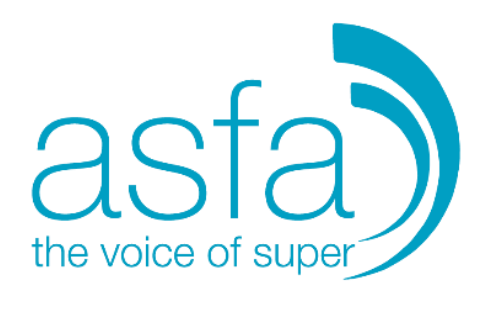 asfa
the voice of super